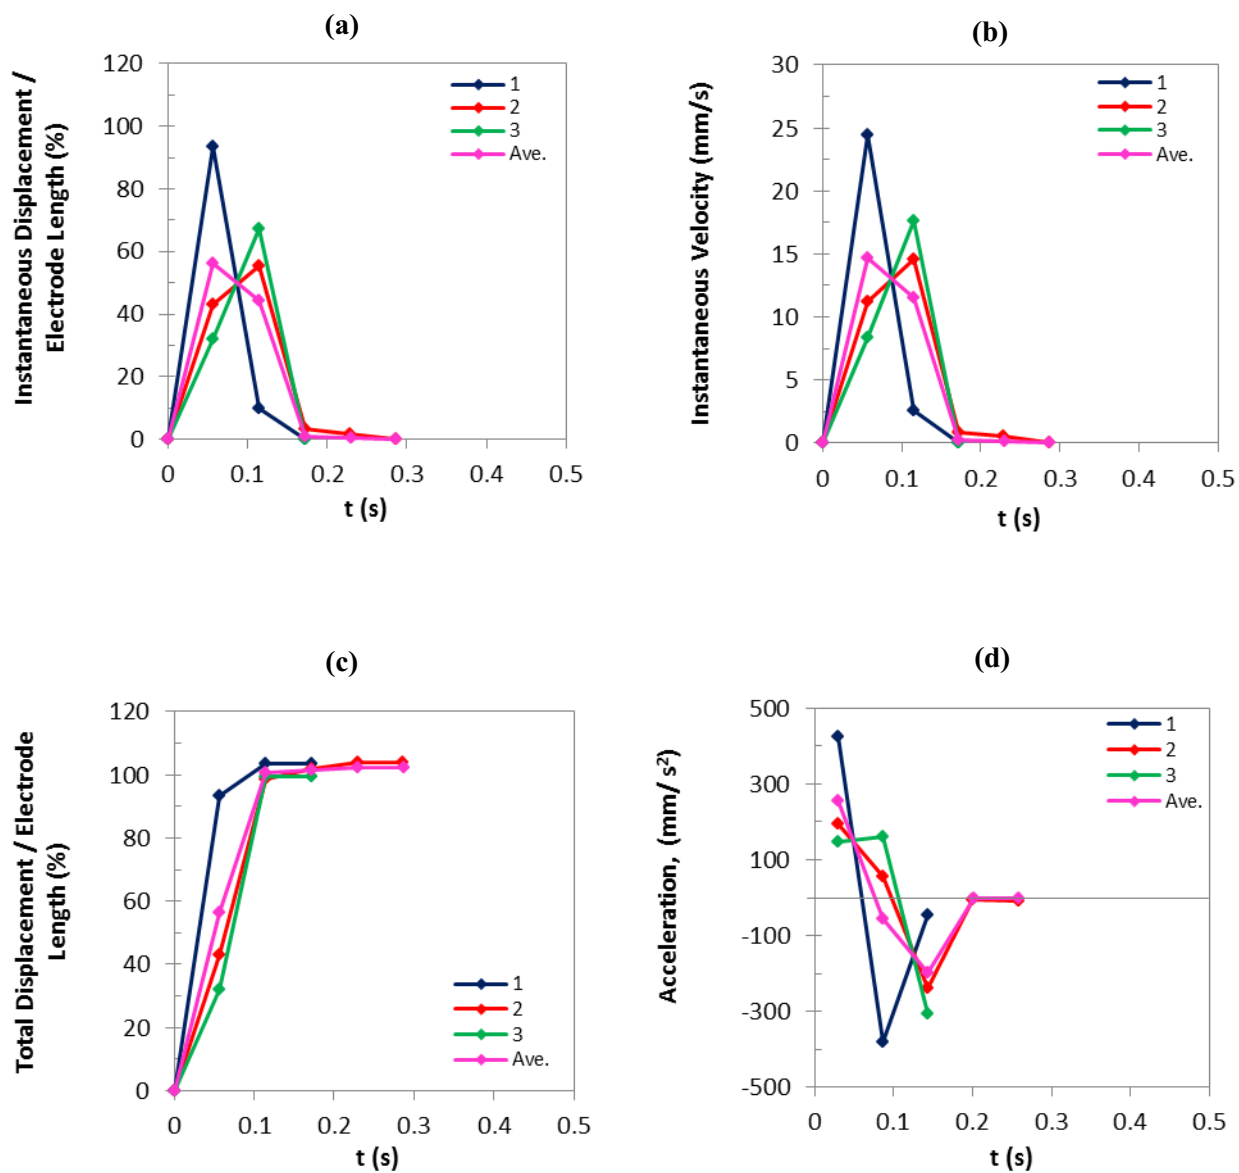 (a)
Instantaneous Displacement /
Electrode Length (%)
120
100
80
60
40
20
0
0 0.1 0.2 0.3 0.4 0.5
t (s)
1
2
3
Ave.
(b)
Instantaneous Velocity (mm/s)
30
25
20
15
10
5
0
0 0.1 0.2 0.3 0.4 0.5
t (s)
1
2
3
Ave.
(c)
Total Displacement / Electrode
Length (%)
120
100
80
60
40
20
0
0 0.1 0.2 0.3 0.4 0.5
t (s)
1
2
3
Ave.
(d)
Acceleration, (mm/ s²)
500
300
100
-100
-300
-500
0 0.1 0.2 0.3 0.4 0.5
t (s)
1
2
3
Ave.